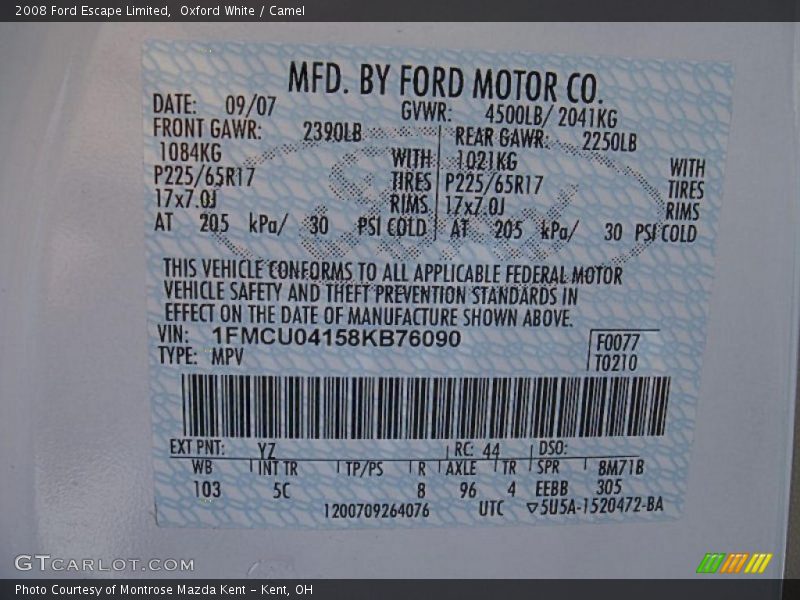 2008 Ford Escape Limited, Oxford White / Camel
MFD. BY FORD MOTOR CO.
DATE: 09/07 GVWR: 4500LB/ 2041KG
FRONT GAWR: 2390LB REAR GAWR: 2250LB
1084KG WITH 1021KG WITH
P225/65R17 TIRES P225/65R17 TIRES
17x7.0J RIMS 17x7.0J RIMS
AT 205 kPa/ 30 PSI COLD AT 205 kPa/ 30 PSI COLD
THIS VEHICLE CONFORMS TO ALL APPLICABLE FEDERAL MOTOR
VEHICLE SAFETY AND THEFT PREVENTION STANDARDS IN
EFFECT ON THE DATE OF MANUFACTURE SHOWN ABOVE.
VIN: 1FMCU04158KB76090 F0077
TYPE: MPV T0210
EXT PNT: YZ RC: 44 DSO:
WB INT TR TP/PS R AXLE TR SPR 8M71B
103 5C 8 96 4 EEBB 305
1200709264076 UTC ▽5U5A-1520472-BA
GTCARLOT.COM
Photo Courtesy of Montrose Mazda Kent - Kent, OH